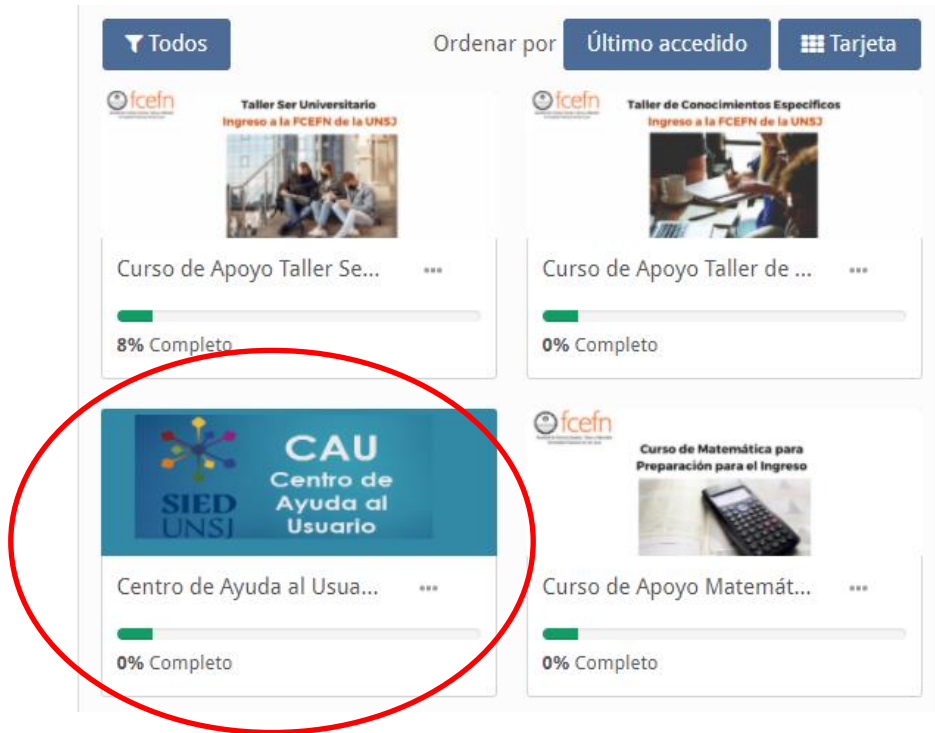 Todos
Ordenar por
Último accedido
Tarjeta
fcefn
Taller Ser Universitario
Ingreso a la FCEFN de la UNSJ
Curso de Apoyo Taller Se...
8% Completo
fcefn
Taller de Conocimientos Específicos
Ingreso a la FCEFN de la UNSJ
Curso de Apoyo Taller de ...
0% Completo
SIED
UNSJ
CAU
Centro de
Ayuda al
Usuario
Centro de Ayuda al Usua...
0% Completo
fcefn
Curso de Matemática para
Preparación para el Ingreso
Curso de Apoyo Matemát...
0% Completo